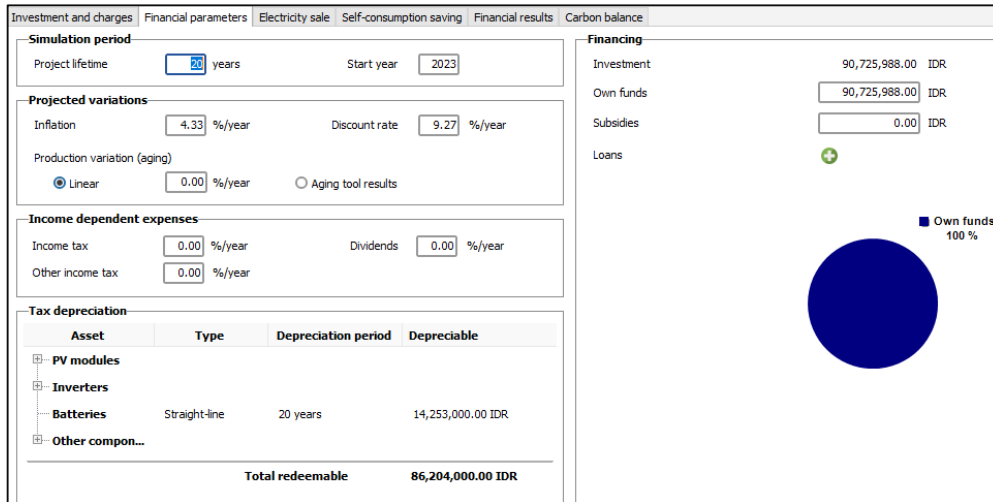 Investment and charges Financial parameters Electricity sale Self-consumption saving Financial results Carbon balance
Simulation period
Project lifetime 20 years Start year 2023
Projected variations
Inflation 4.33 %/year Discount rate 9.27 %/year
Production variation (aging)
Linear 0.00 %/year Aging tool results
Income dependent expenses
Income tax 0.00 %/year Dividends 0.00 %/year
Other income tax 0.00 %/year
Tax depreciation
Asset Type Depreciation period Depreciable
PV modules
Inverters
Batteries Straight-line 20 years 14,253,000.00 IDR
Other compon...
Total redeemable 86,204,000.00 IDR
Financing
Investment 90,725,988.00 IDR
Own funds 90,725,988.00 IDR
Subsidies 0.00 IDR
Loans
Own funds
100 %